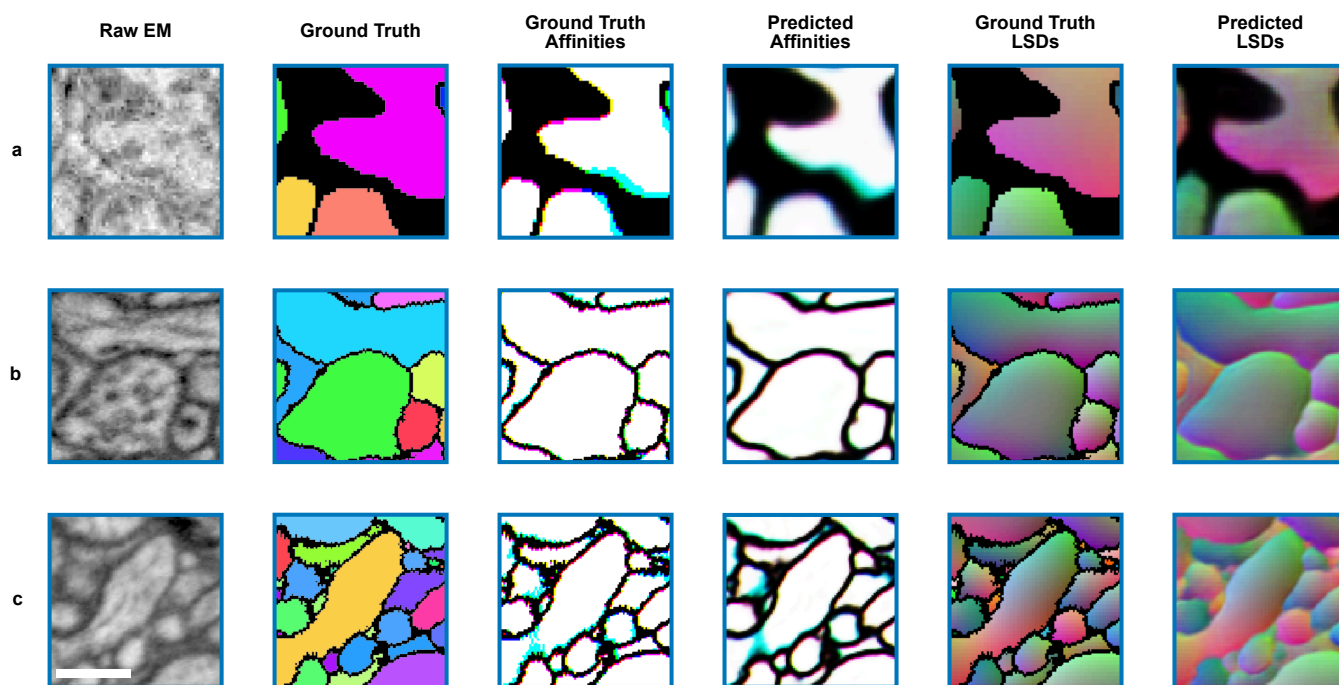 Raw EM
Ground Truth
Ground Truth
Affinities
Predicted
Affinities
Ground Truth
LSDs
Predicted
LSDs
a
b
c